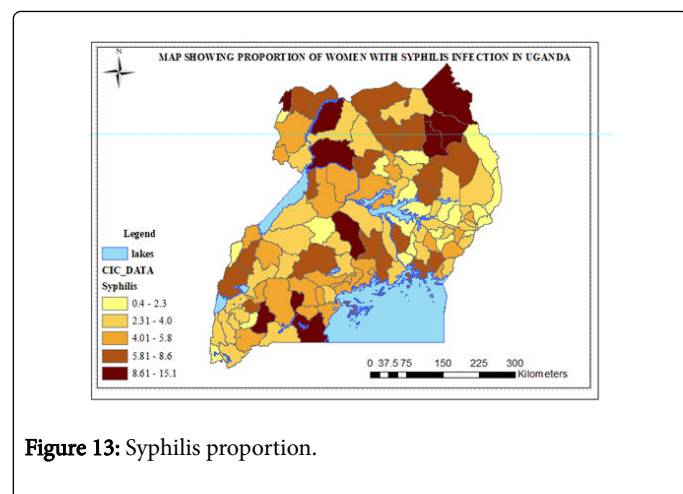 MAP SHOWING PROPORTION OF WOMEN WITH SYPHILIS INFECTION IN UGANDA
N
Legend
lakes
CIC_DATA
Syphilis
0.4 - 2.3
2.31 - 4.0
4.01 - 5.8
5.81 - 8.6
8.61 - 15.1
0 37.575 150 225 300
Kilometers
Figure 13: Syphilis proportion.